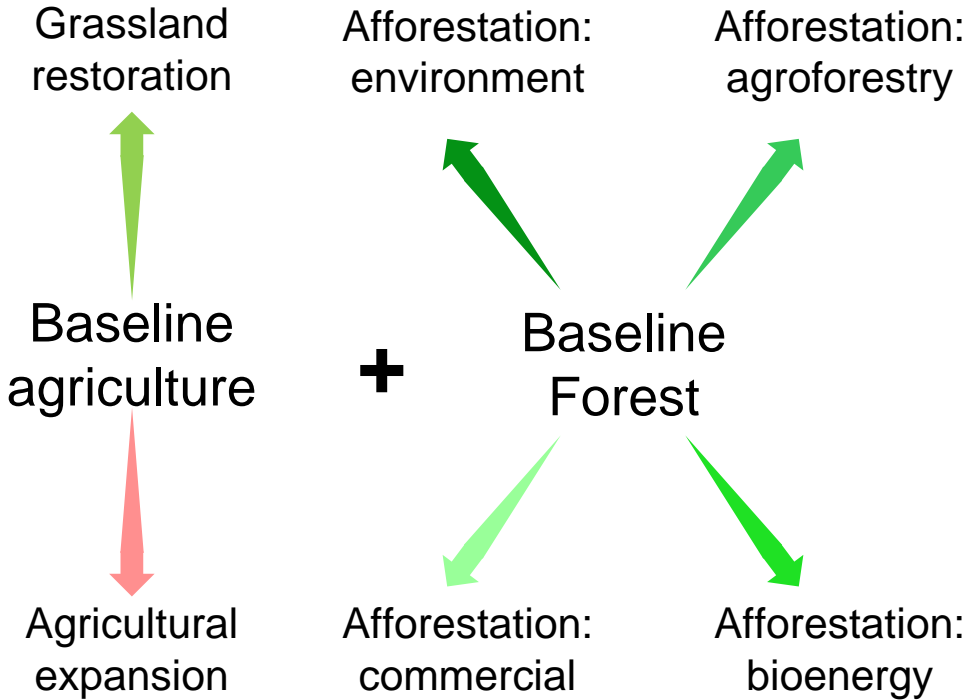 Grassland
restoration
Afforestation:
environment
Afforestation:
agroforestry
Baseline
agriculture
+
Baseline
Forest
Agricultural
expansion
Afforestation:
commercial
Afforestation:
bioenergy